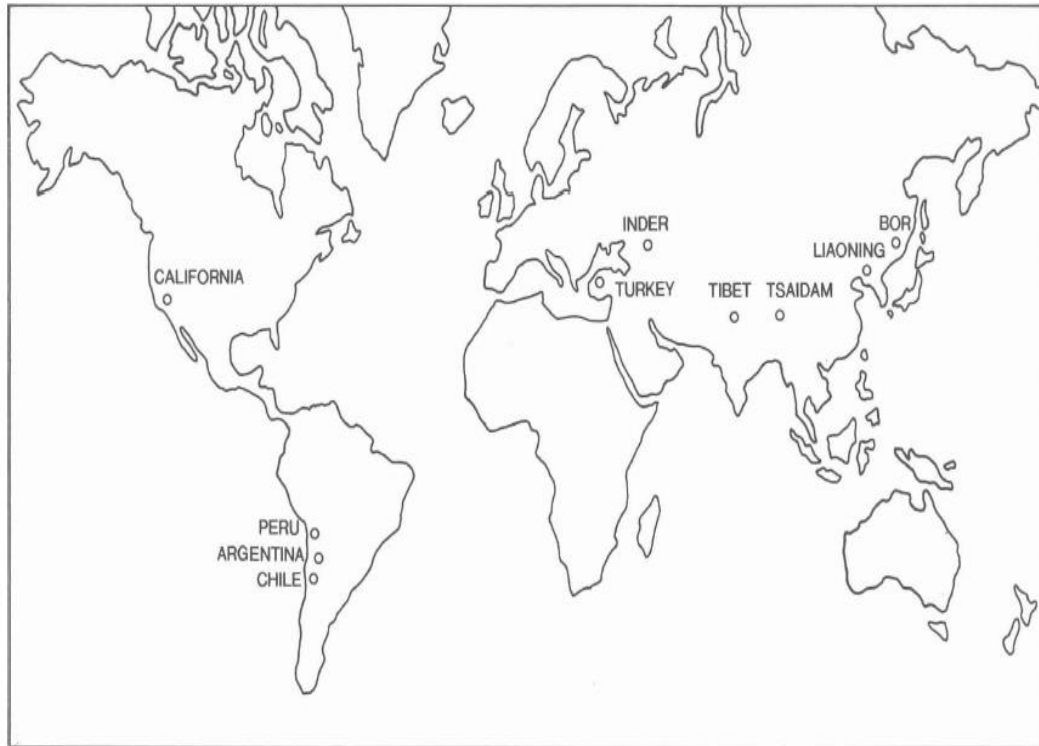 INDER
BOR
LIAONING
CALIFORNIA
TURKEY
TIBET
TSAIDAM
PERU
ARGENTINA
CHILE